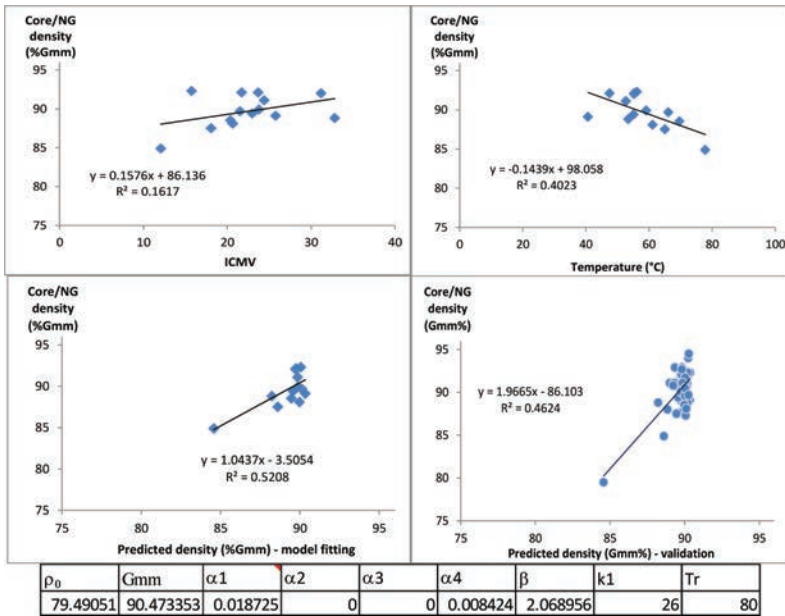 Core/NG
density
(%Gmm)
95
90
85
80
75
0
10
20
30
40
y = 0.1576x + 86.136
R² = 0.1617
ICMV
Core/NG
density
(%Gmm)
95
90
85
80
75
0
20
40
60
80
100
y = -0.1439x + 98.058
R² = 0.4023
Temperature (°C)
Core/NG
density
(%Gmm)
95
90
85
80
75
75
80
85
90
95
y = 1.0437x - 3.5054
R² = 0.5208
Predicted density (%Gmm) - model fitting
Core/NG
density
(Gmm%)
95
90
85
80
75
75
80
85
90
95
y = 1.9665x - 86.103
R² = 0.4624
Predicted density (Gmm%) - validation
ρ0 Gmm α1 α2 α3 α4 β k1 Tr
79.49051 90.473353 0.018725 0 0 0.008424 2.068956 26 80